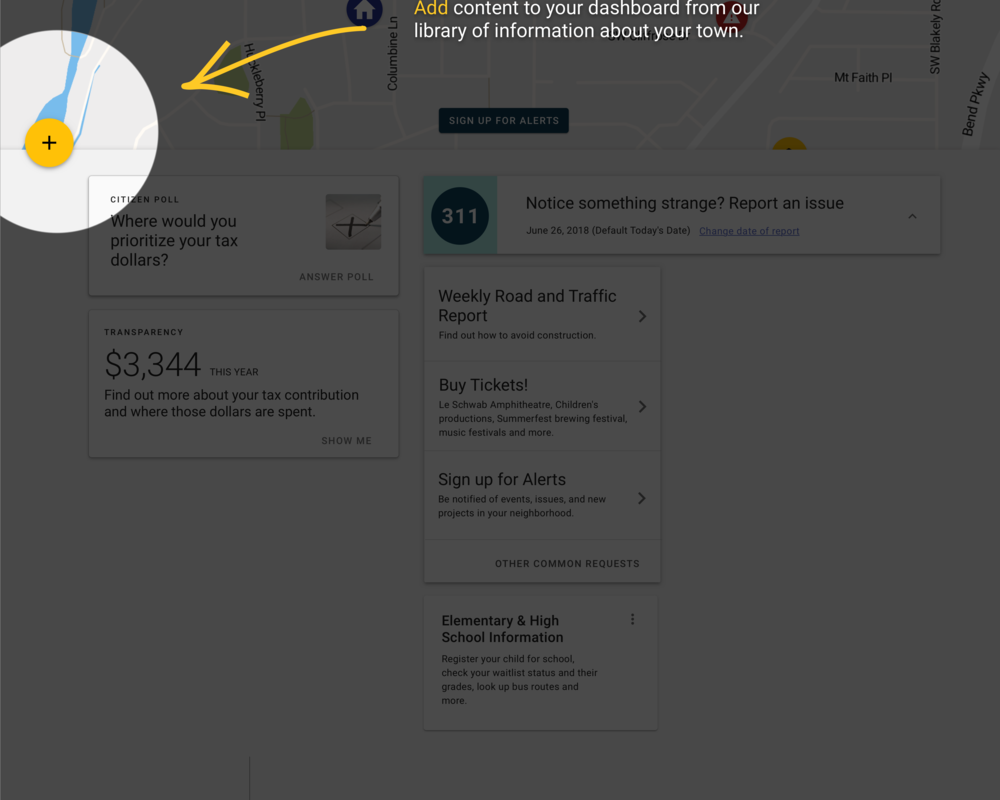 Add content to your dashboard from our
library of information about your town.
Columbine Ln
SW Blakely Rd
Mt Faith Pl
Bend Pkwy
SIGN UP FOR ALERTS
+
CITIZEN POLL
Where would you
prioritize your tax
dollars?
ANSWER POLL
TRANSPARENCY
$3,344 THIS YEAR
Find out more about your tax contribution
and where those dollars are spent.
SHOW ME
311
Notice something strange? Report an issue
June 26, 2018 (Default Today's Date) Change date of report
Weekly Road and Traffic
Report
Find out how to avoid construction.
Buy Tickets!
Le Schwab Amphitheatre, Children's
productions, Summerfest brewing festival,
music festivals and more.
Sign up for Alerts
Be notified of events, issues, and new
projects in your neighborhood.
OTHER COMMON REQUESTS
Elementary & High
School Information
Register your child for school,
check your waitlist status and their
grades, look up bus routes and
more.